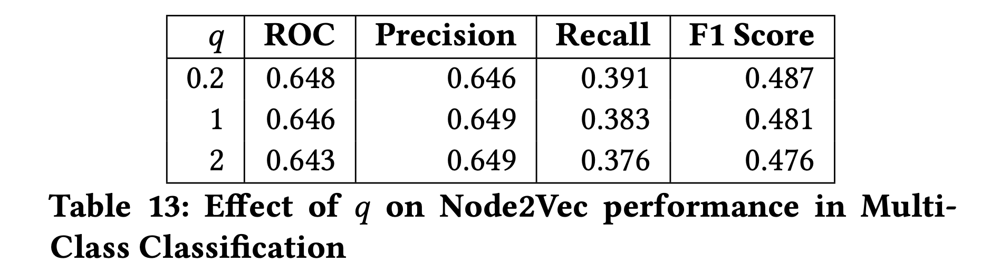 q ROC Precision Recall F1 Score
0.2 0.648 0.646 0.391 0.487
1 0.646 0.649 0.383 0.481
2 0.643 0.649 0.376 0.476
Table 13: Effect of q on Node2Vec performance in Multi-
Class Classification